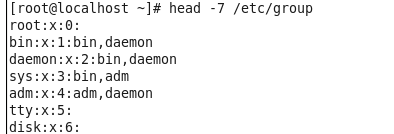 [root@localhost ~]# head -7 /etc/group
root:x:0:
bin:x:1:bin,daemon
daemon:x:2:bin,daemon
sys:x:3:bin,adm
adm:x:4:adm,daemon
tty:x:5:
disk:x:6: